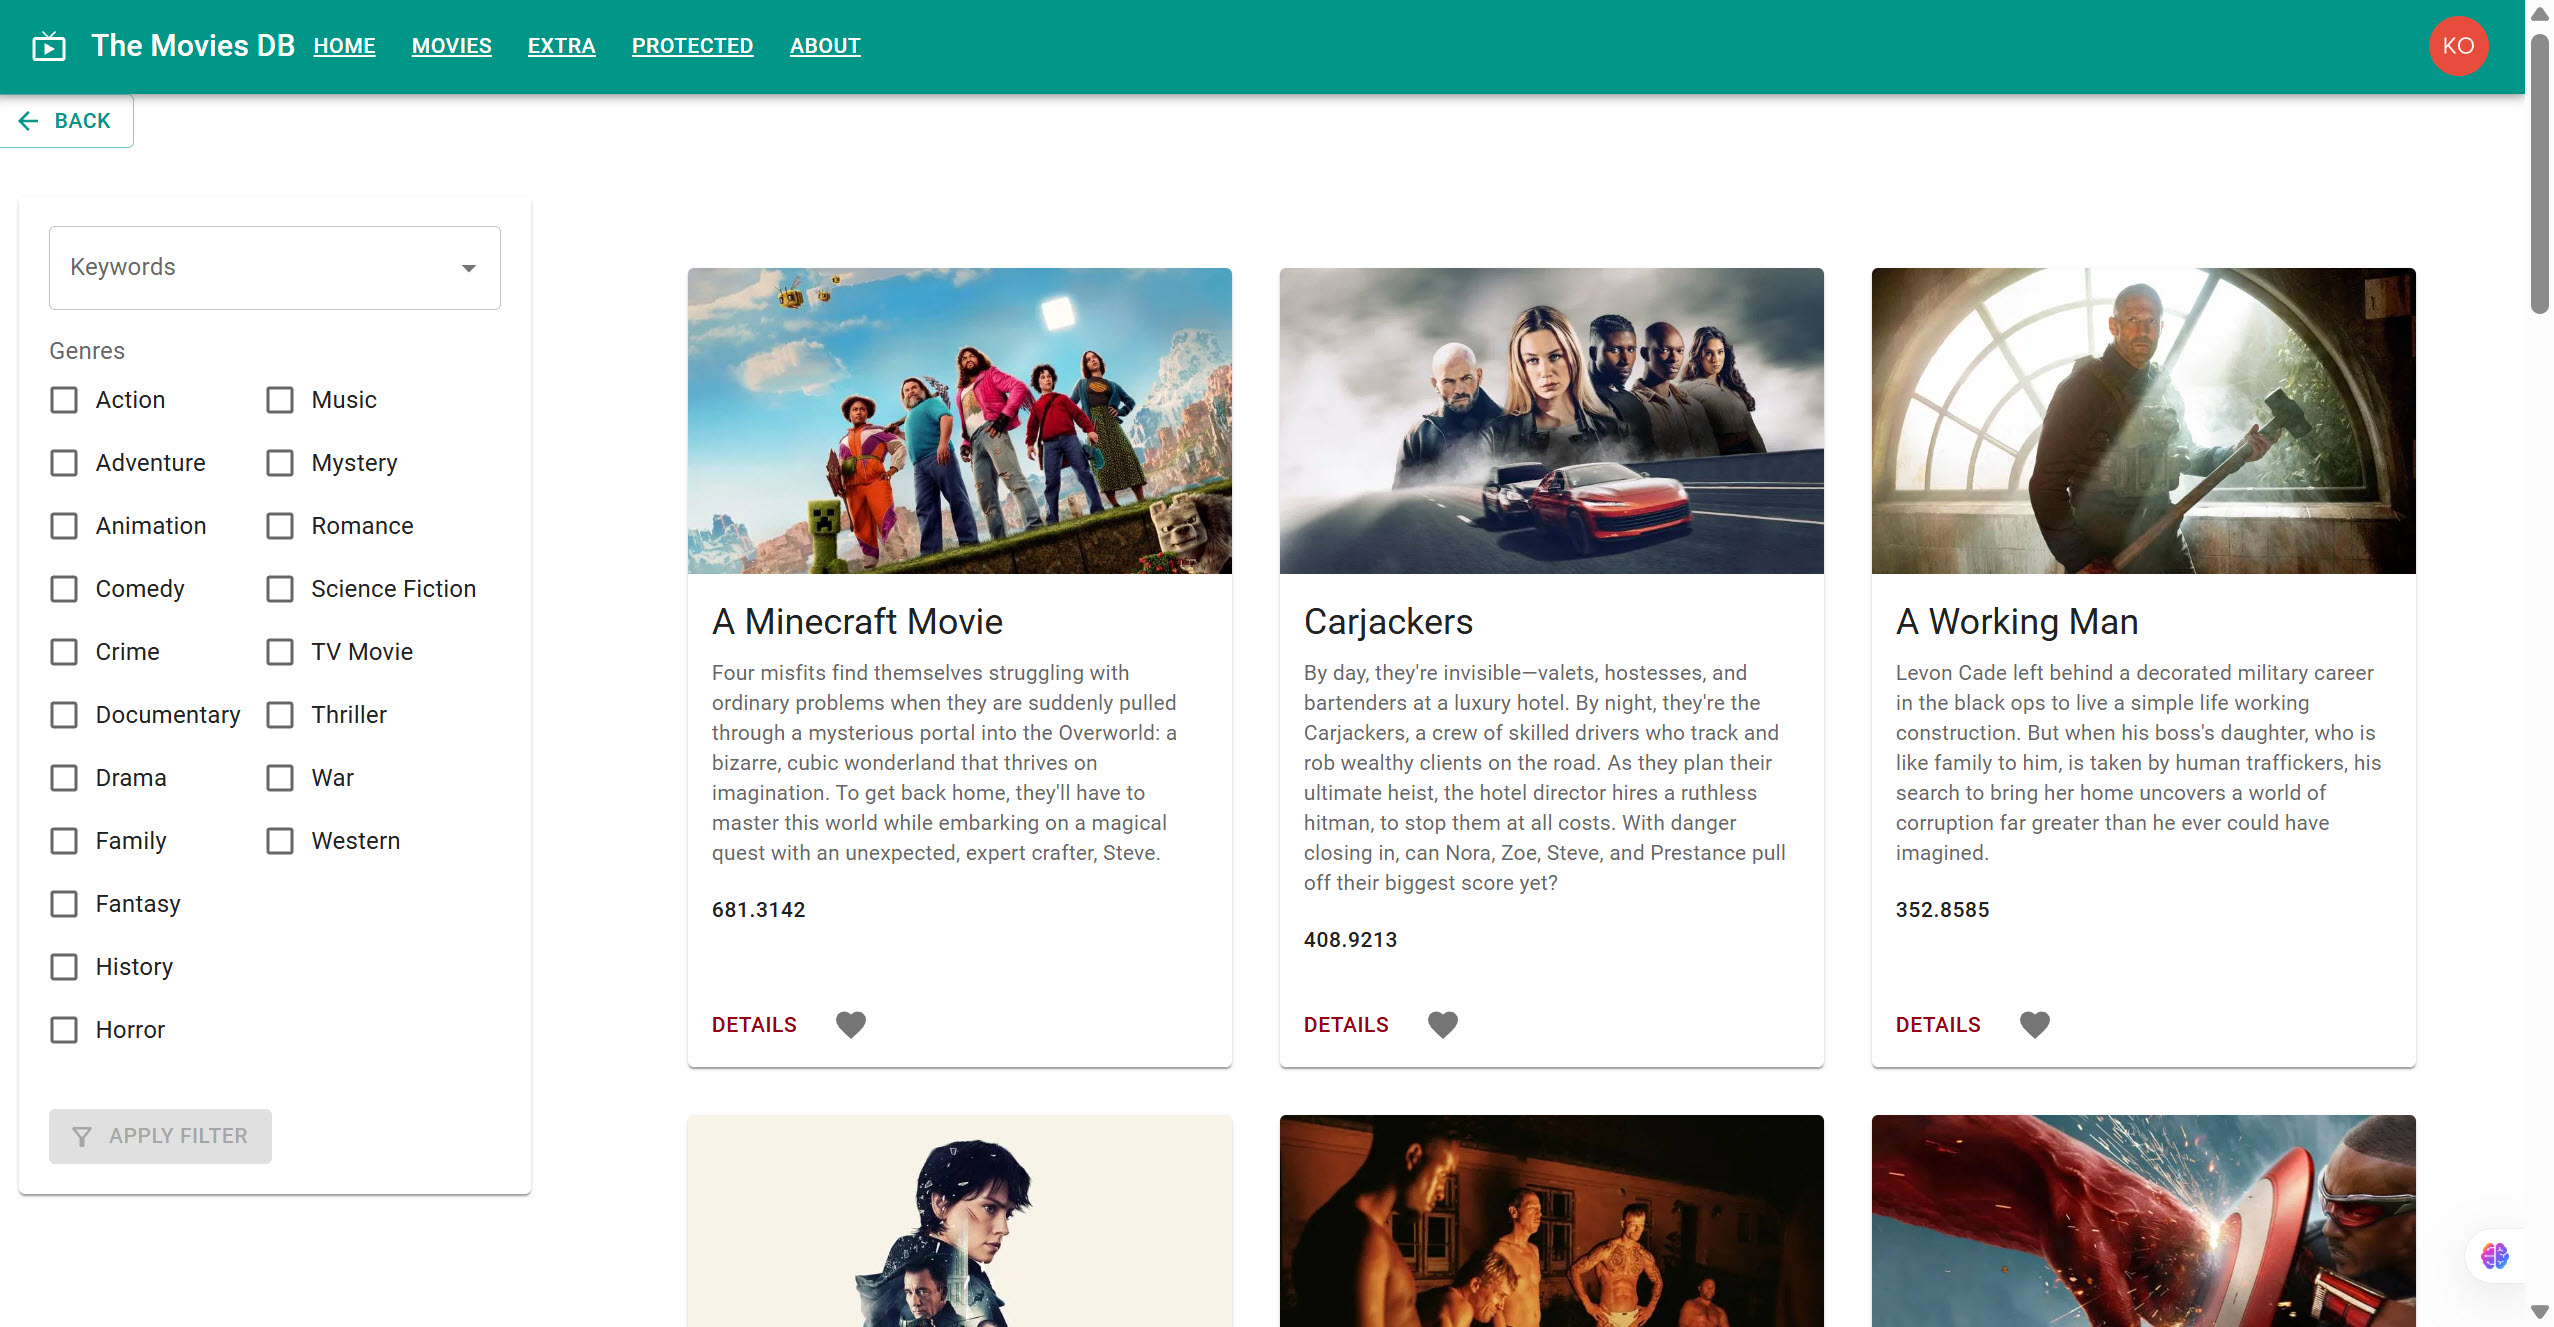 The Movies DB HOME MOVIES EXTRA PROTECTED ABOUT KO
BACK
Keywords
Genres
Action
Adventure
Animation
Comedy
Crime
Documentary
Drama
Family
Fantasy
History
Horror
Music
Mystery
Romance
Science Fiction
TV Movie
Thriller
War
Western
APPLY FILTER
A Minecraft Movie
Four misfits find themselves struggling with
ordinary problems when they are suddenly pulled
through a mysterious portal into the Overworld: a
bizarre, cubic wonderland that thrives on
imagination. To get back home, they'll have to
master this world while embarking on a magical
quest with an unexpected, expert crafter, Steve.
681.3142
DETAILS
Carjackers
By day, they're invisible—valets, hostesses, and
bartenders at a luxury hotel. By night, they're the
Carjackers, a crew of skilled drivers who track and
rob wealthy clients on the road. As they plan their
ultimate heist, the hotel director hires a ruthless
hitman, to stop them at all costs. With danger
closing in, can Nora, Zoe, Steve, and Prestance pull
off their biggest score yet?
408.9213
DETAILS
A Working Man
Levon Cade left behind a decorated military career
in the black ops to live a simple life working
construction. But when his boss's daughter, who is
like family to him, is taken by human traffickers, his
search to bring her home uncovers a world of
corruption far greater than he ever could have
imagined.
352.8585
DETAILS